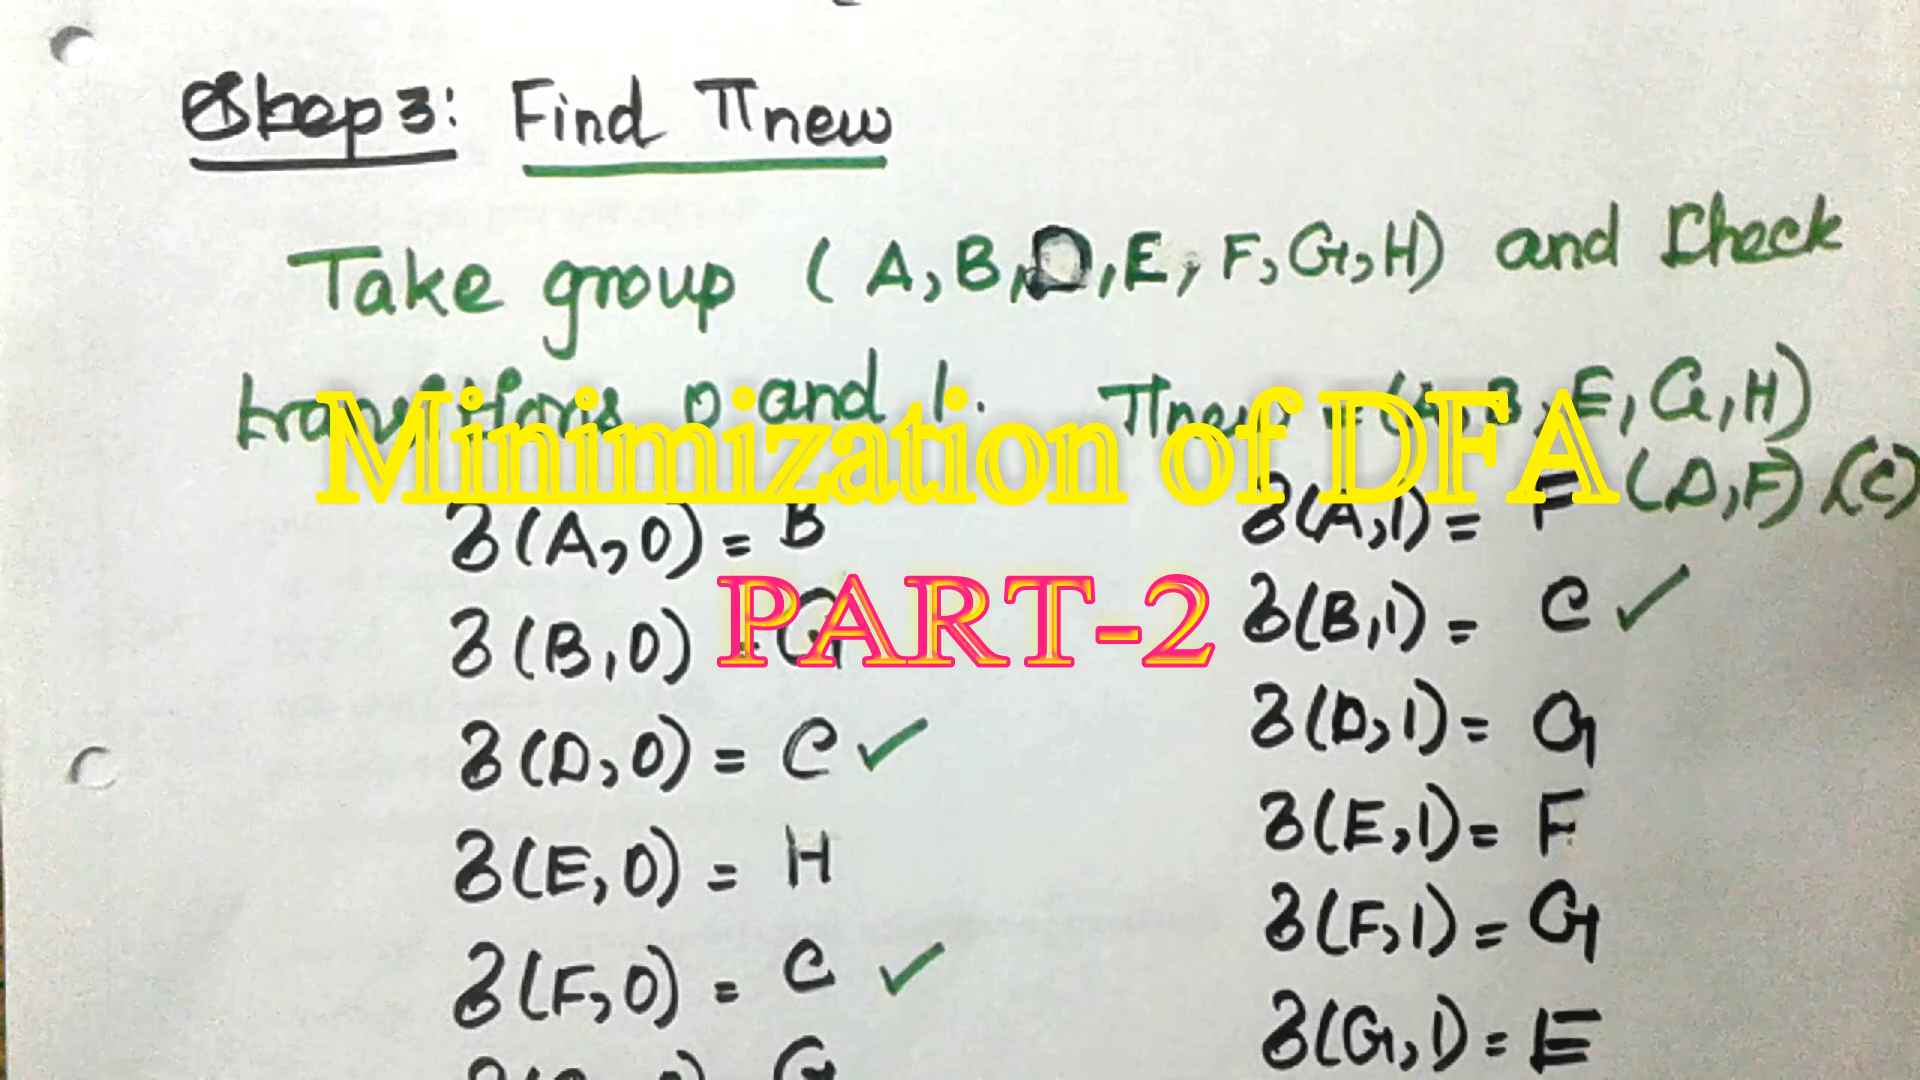 Step 3: Find Πnew
Take group (A, B, D, E, F, G, H) and Check
transitions 0 and 1. Πnew = (A, B, E, G, H)
(D, F) (C)
Minimization of DFA
PART-2
δ(A, 0) = B
δ(A, 1) = F
δ(B, 0) = G
δ(B, 1) = C ✓
δ(D, 0) = C ✓
δ(D, 1) = G
δ(E, 0) = H
δ(E, 1) = F
δ(F, 0) = C ✓
δ(F, 1) = G
δ(G, 1) = E